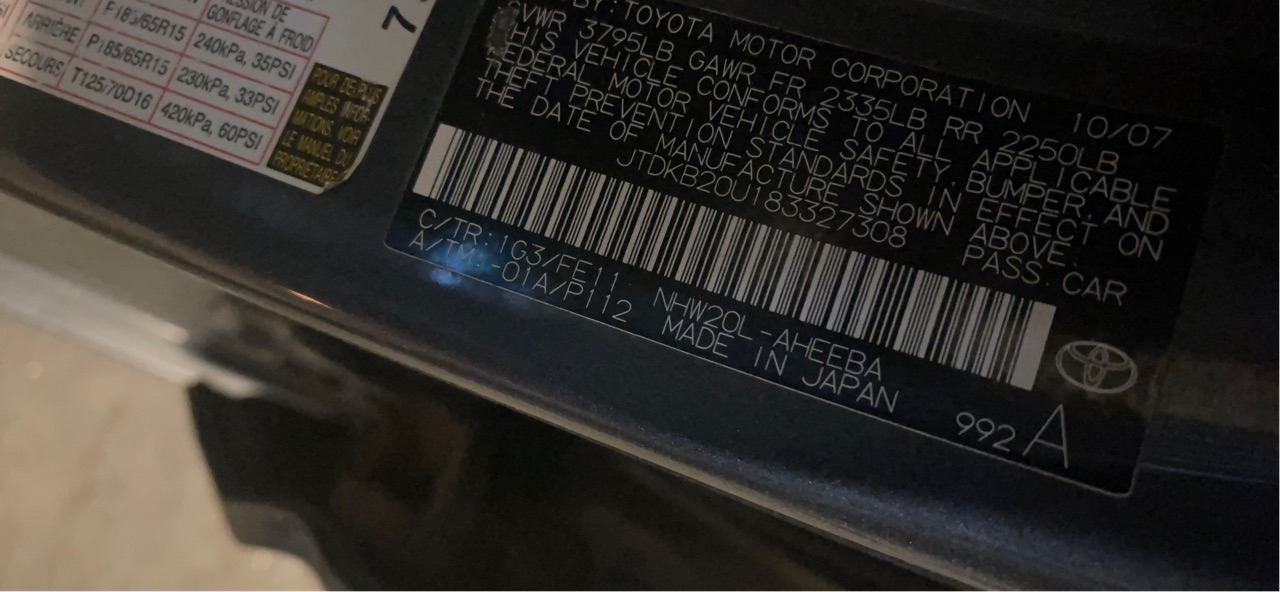 PRESSION DE
GONFLAGE À FROID
P185/65R15 240kPa, 35PSI
ARRIÈRE P185/65R15 230kPa, 33PSI
SECOURS T125/70D16 420kPa, 60PSI
POUR DE PLUS
AMPLES INFOR-
MATIONS, VOIR
LE MANUEL DU
PROPRIÉTAIRE
7
BY: TOYOTA MOTOR CORPORATION 10/07
GVWR 3795LB GAWR FR 2335LB RR 2250LB
THIS VEHICLE CONFORMS TO ALL APPLICABLE
FEDERAL MOTOR VEHICLE SAFETY, BUMPER, AND
THEFT PREVENTION STANDARDS IN EFFECT ON
THE DATE OF MANUFACTURE SHOWN ABOVE.
JTDKB20U183327308 PASS. CAR
C/TR: 1G3/FE11 NHW20L-AHEEBA
A/TM: -01A/P112 MADE IN JAPAN
992 A